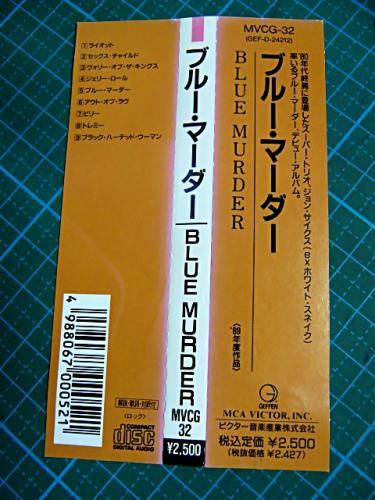 ①ライオット
②セックス・チャイルド
③ヴァリー・オブ・ザ・キングス
④ジェリー・ロール
⑤ブルー・マーダー
⑥アウト・オブ・ラヴ
⑦ビリー
⑧トレミー
⑨ブラック・ハーテッド・ウーマン
4988067000521
(ロック)
COMPACT
disc
DIGITAL AUDIO
ブルー・マーダー
BLUE MURDER
MVCG
32
¥2,500
MVCG-32
(GEF-D-24212)
'80年代終焉に登場したスーパー・トリオ、ジョン・サイクス(exホワイト・スネイク)
率いるブルー・マーダー、デビュー・アルバム。
ブルー・マーダー
BLUE MURDER
('89年度作品)
GEFFEN
MCA VICTOR, INC.
ビクター音楽産業株式会社
税込定価 ¥2,500
(税抜価格 ¥2,427)